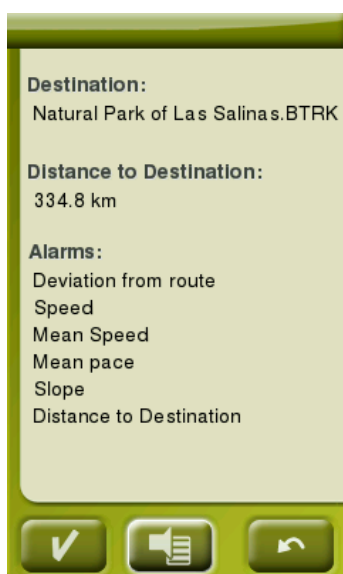 Destination:
Natural Park of Las Salinas.BTRK
Distance to Destination:
334.8 km
Alarms:
Deviation from route
Speed
Mean Speed
Mean pace
Slope
Distance to Destination